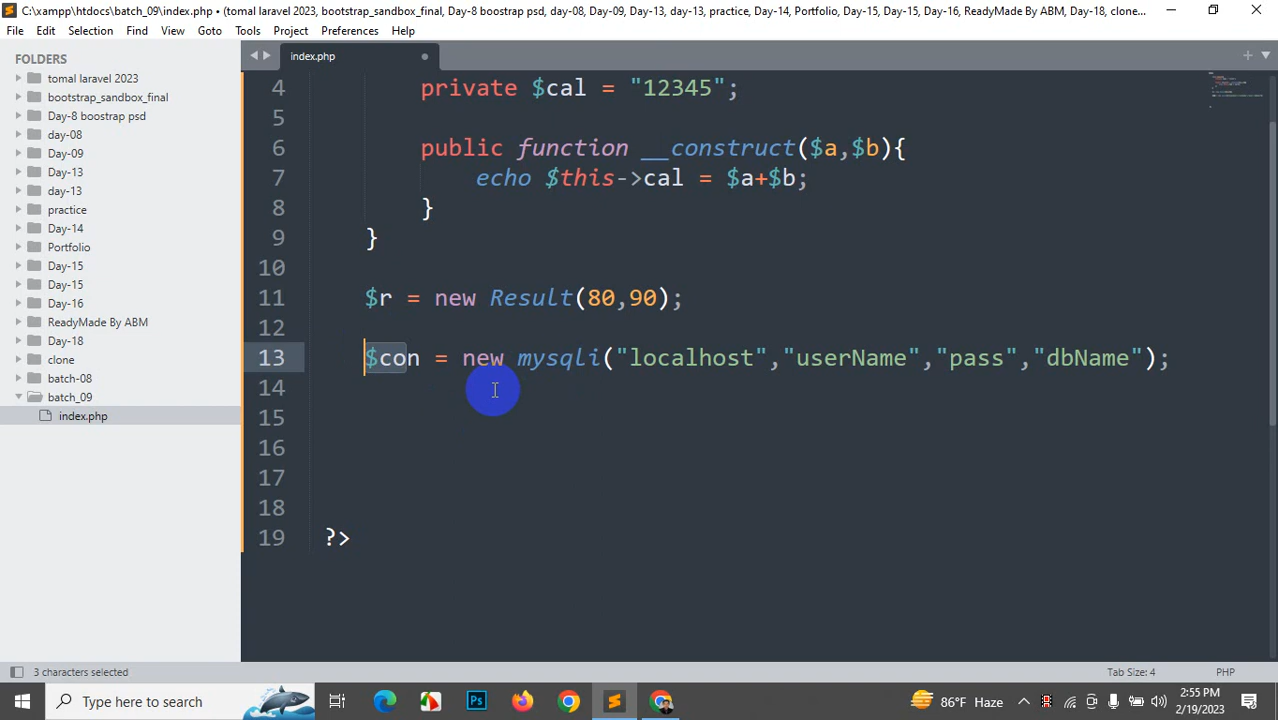 C:\xampp\htdocs\batch_09\index.php • (tomal laravel 2023, bootstrap_sandbox_final, Day-8 boostrap psd, day-08, Day-09, Day-13, day-13, practice, Day-14, Portfolio, Day-15, Day-15, Day-16, ReadyMade By ABM, Day-18, clone...
File Edit Selection Find View Goto Tools Project Preferences Help
FOLDERS
tomal laravel 2023
bootstrap_sandbox_final
Day-8 boostrap psd
day-08
Day-09
Day-13
day-13
practice
Day-14
Portfolio
Day-15
Day-15
Day-16
ReadyMade By ABM
Day-18
clone
batch-08
batch_09
index.php
index.php
4 private $cal = "12345";
5
6 public function __construct($a,$b){
7 echo $this->cal = $a+$b;
8 }
9 }
10
11 $r = new Result(80,90);
12
13 $con = new mysqli("localhost","userName","pass","dbName");
14
15
16
17
18
19 ?>
3 characters selected Tab Size: 4 PHP
Type here to search Ps 86°F Haze 2:55 PM
2/19/2023